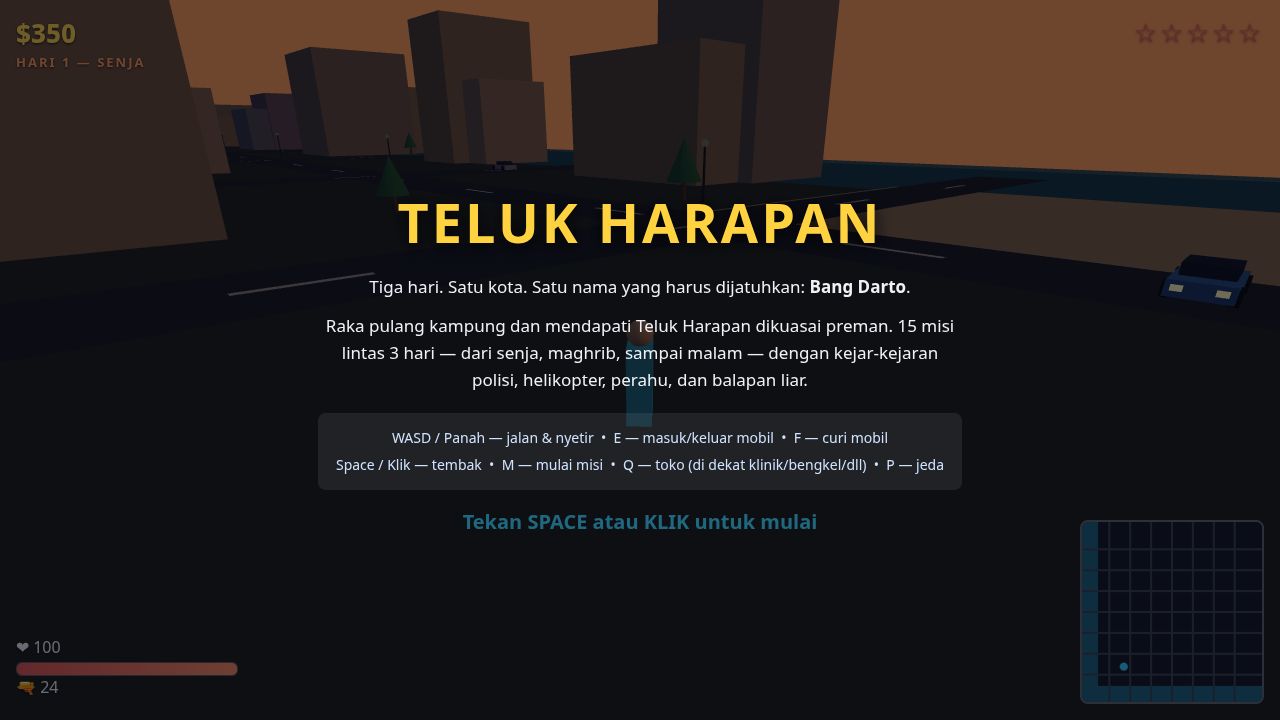 $350
HARI 1 — SENJA
☆☆☆☆☆
TELUK HARAPAN
Tiga hari. Satu kota. Satu nama yang harus dijatuhkan: Bang Darto.
Raka pulang kampung dan mendapati Teluk Harapan dikuasai preman. 15 misi
lintas 3 hari — dari senja, maghrib, sampai malam — dengan kejar-kejaran
polisi, helikopter, perahu, dan balapan liar.
WASD / Panah — jalan & nyetir • E — masuk/keluar mobil • F — curi mobil
Space / Klik — tembak • M — mulai misi • Q — toko (di dekat klinik/bengkel/dll) • P — jeda
Tekan SPACE atau KLIK untuk mulai
❤ 100
🔫 24